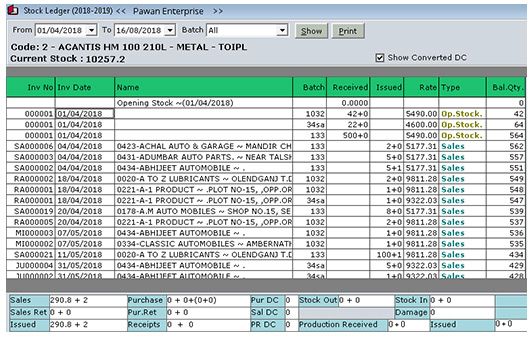 Stock Ledger (2018-2019) << Pawan Enterprise >>
From 01/04/2018 To 16/08/2018 Batch All Show Print
Code: 2 - ACANTIS HM 100 210L - METAL - TOIPL
Current Stock : 10257.2 Show Converted DC
Inv No Inv Date Name Batch Received Issued Rate Type Bal.Qty.
Opening Stock ~(01/04/2018) 0.0000 0
000001 01/04/2018 1032 42+0 5490.00 Op.Stock. 42
000001 01/04/2018 34sa 22+0 4600.00 Op.Stock. 64
000001 01/04/2018 133 500+0 5490.00 Op.Stock. 564
SA000006 04/04/2018 0423-ACHAL AUTO & GARAGE ~ MANDIR CH 133 2+0 5177.31 Sales 562
SA000003 04/04/2018 0431-ADUMBAR AUTO PARTS. ~ NEAR TALSH 133 5+0 5177.31 Sales 557
SA000002 04/04/2018 0434-ABHIJEET AUTOMOBILE ~ . 133 5+1 5177.31 Sales 551
SA000002 18/04/2018 0020-A TO Z LUBRICANTS ~ OLENDGANJ T.D 1032 2+0 9811.28 Sales 549
RA000001 18/04/2018 0221-A-1 PRODUCT ~ .PLOT NO-15, ,OPP.OR 1032 1+0 9811.28 Sales 548
RA000001 18/04/2018 0221-A-1 PRODUCT ~ .PLOT NO-15, ,OPP.OR 34sa 1+0 9322.03 Sales 547
SA000019 20/04/2018 0178-A.M AUTO MOBILES ~ SHOP NO.15, SE 133 8+0 5177.31 Sales 539
RA000005 20/04/2018 0221-A-1 PRODUCT ~ .PLOT NO-15, ,OPP.OR 1032 2+0 9811.28 Sales 537
MI000003 07/05/2018 0434-ABHIJEET AUTOMOBILE ~ . 1032 1+0 9811.28 Sales 536
MI000002 07/05/2018 0334-CLASSIC AUTOMOBILES ~ AMBERNATH 1032 1+0 9811.28 Sales 535
SA000021 11/05/2018 0020-A TO Z LUBRICANTS ~ OLENDGANJ T.D 133 100+1 9811.28 Sales 434
JU000004 31/05/2018 0434-ABHIJEET AUTOMOBILE ~ . 34sa 5+0 9322.03 Sales 429
JU000002 31/05/2018 0434-ABHIJEET AUTOMOBILE ~ . 34sa 1+0 9322.03 Sales 428
Sales 290.8 + 2 Purchase 0 + 0+(0+0) Pur DC 0 Stock Out 0 + 0 Stock In 0 + 0
Sales Ret 0 + 0 Pur.Ret 0 + 0 Sal DC 0 Damage 0
Issued 290.8 + 2 Receipts 0 + 0 PR DC 0 Production Received 0+0 Issued 0+0